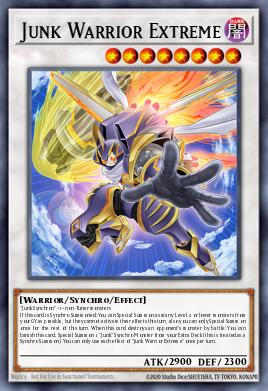 JUNK WARRIOR EXTREME
DARK
闇
[WARRIOR/SYNCHRO/EFFECT]
"Junk Synchron" + 1+ non-Tuner monsters
If this card is Synchro Summoned: You can Special Summon as many Level 2 or lower monsters from
your GY as possible, but they cannot activate their effects this turn, also you can only Special Summon
once for the rest of this turn. When this card destroys an opponent's monster by battle: You can
banish this card; Special Summon 1 "Junk" Synchro Monster from your Extra Deck (this is treated as a
Synchro Summon). You can only use each effect of "Junk Warrior Extreme" once per turn.
ATK/2900 DEF/2300
Replica - Not For Use in Sanctioned Tournaments.
©2020 Studio Dice/SHUEISHA, TV TOKYO, KONAMI